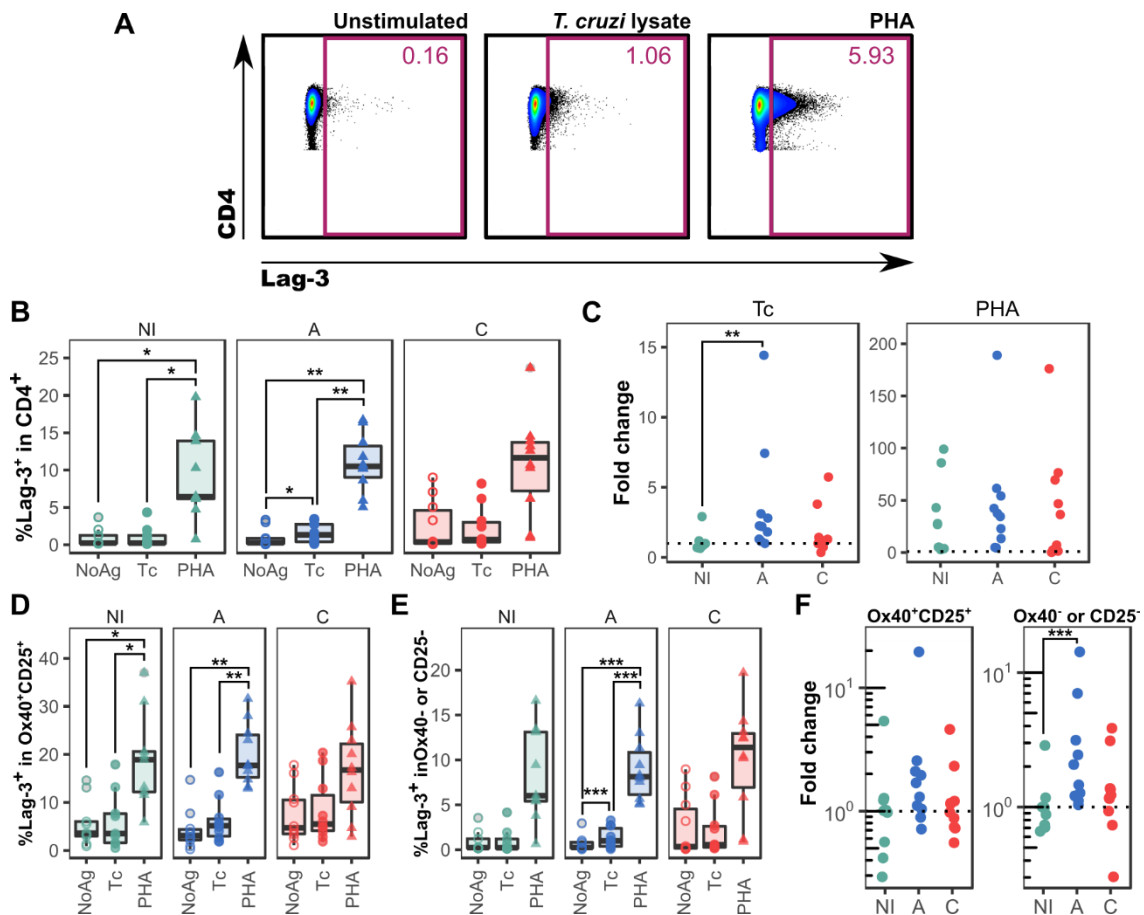 A
Unstimulated T. cruzi lysate PHA
0.16 1.06 5.93
CD4
Lag-3
B
NI A C
%Lag-3+ in CD4+
25
20
15
10
5
0
* * ** ** *
NoAg Tc PHA NoAg Tc PHA NoAg Tc PHA
C
Tc PHA
Fold change
15
10
5
0
**
NI A C
200
150
100
50
0
NI A C
D
NI A C
%Lag-3+ in Ox40+CD25+
40
30
20
10
0
* * ** **
NoAg Tc PHA NoAg Tc PHA NoAg Tc PHA
E
NI A C
%Lag-3+ inOx40- or CD25-
20
15
10
5
0
*** *** ***
NoAg Tc PHA NoAg Tc PHA NoAg Tc PHA
F
Ox40+CD25+ Ox40- or CD25-
Fold change
10¹
10⁰
NI A C
***
10¹
10⁰
NI A C